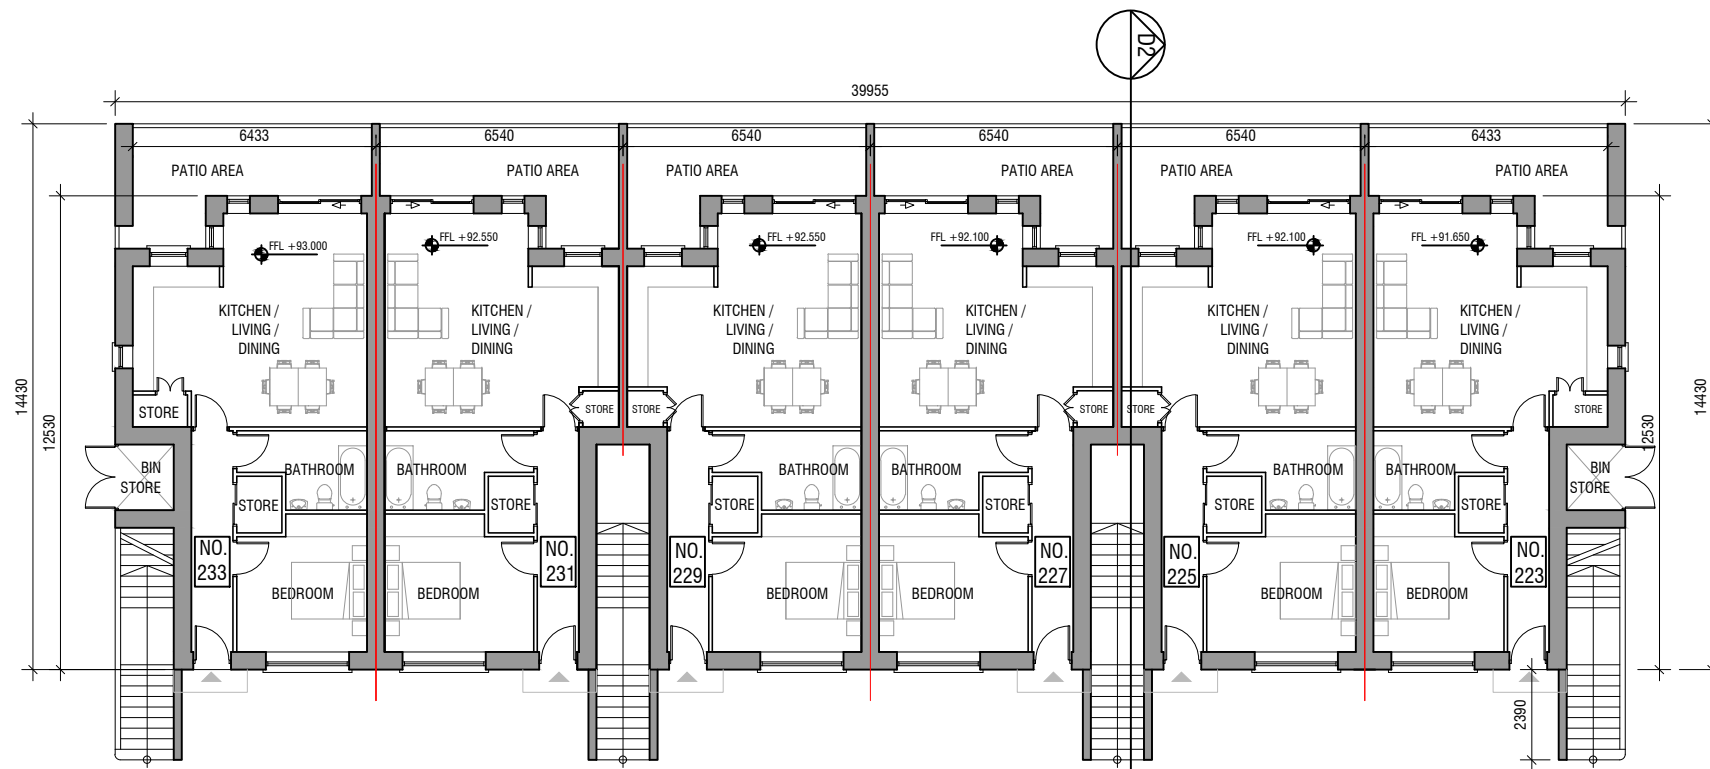 D2
39955
6433
6540
6540
6540
6540
6433
PATIO AREA
PATIO AREA
PATIO AREA
PATIO AREA
PATIO AREA
PATIO AREA
FFL +93.000
FFL +92.550
FFL +92.550
FFL +92.100
FFL +92.100
FFL +91.650
14430
12530
12530
14430
KITCHEN /
LIVING /
DINING
KITCHEN /
LIVING /
DINING
KITCHEN /
LIVING /
DINING
KITCHEN /
LIVING /
DINING
KITCHEN /
LIVING /
DINING
KITCHEN /
LIVING /
DINING
STORE
STORE
STORE
STORE
STORE
STORE
BIN
STORE
BATHROOM
BATHROOM
BATHROOM
BATHROOM
BATHROOM
BATHROOM
BIN
STORE
STORE
STORE
STORE
STORE
STORE
STORE
NO.
233
NO.
231
NO.
229
NO.
227
NO.
225
NO.
223
BEDROOM
BEDROOM
BEDROOM
BEDROOM
BEDROOM
BEDROOM
2390